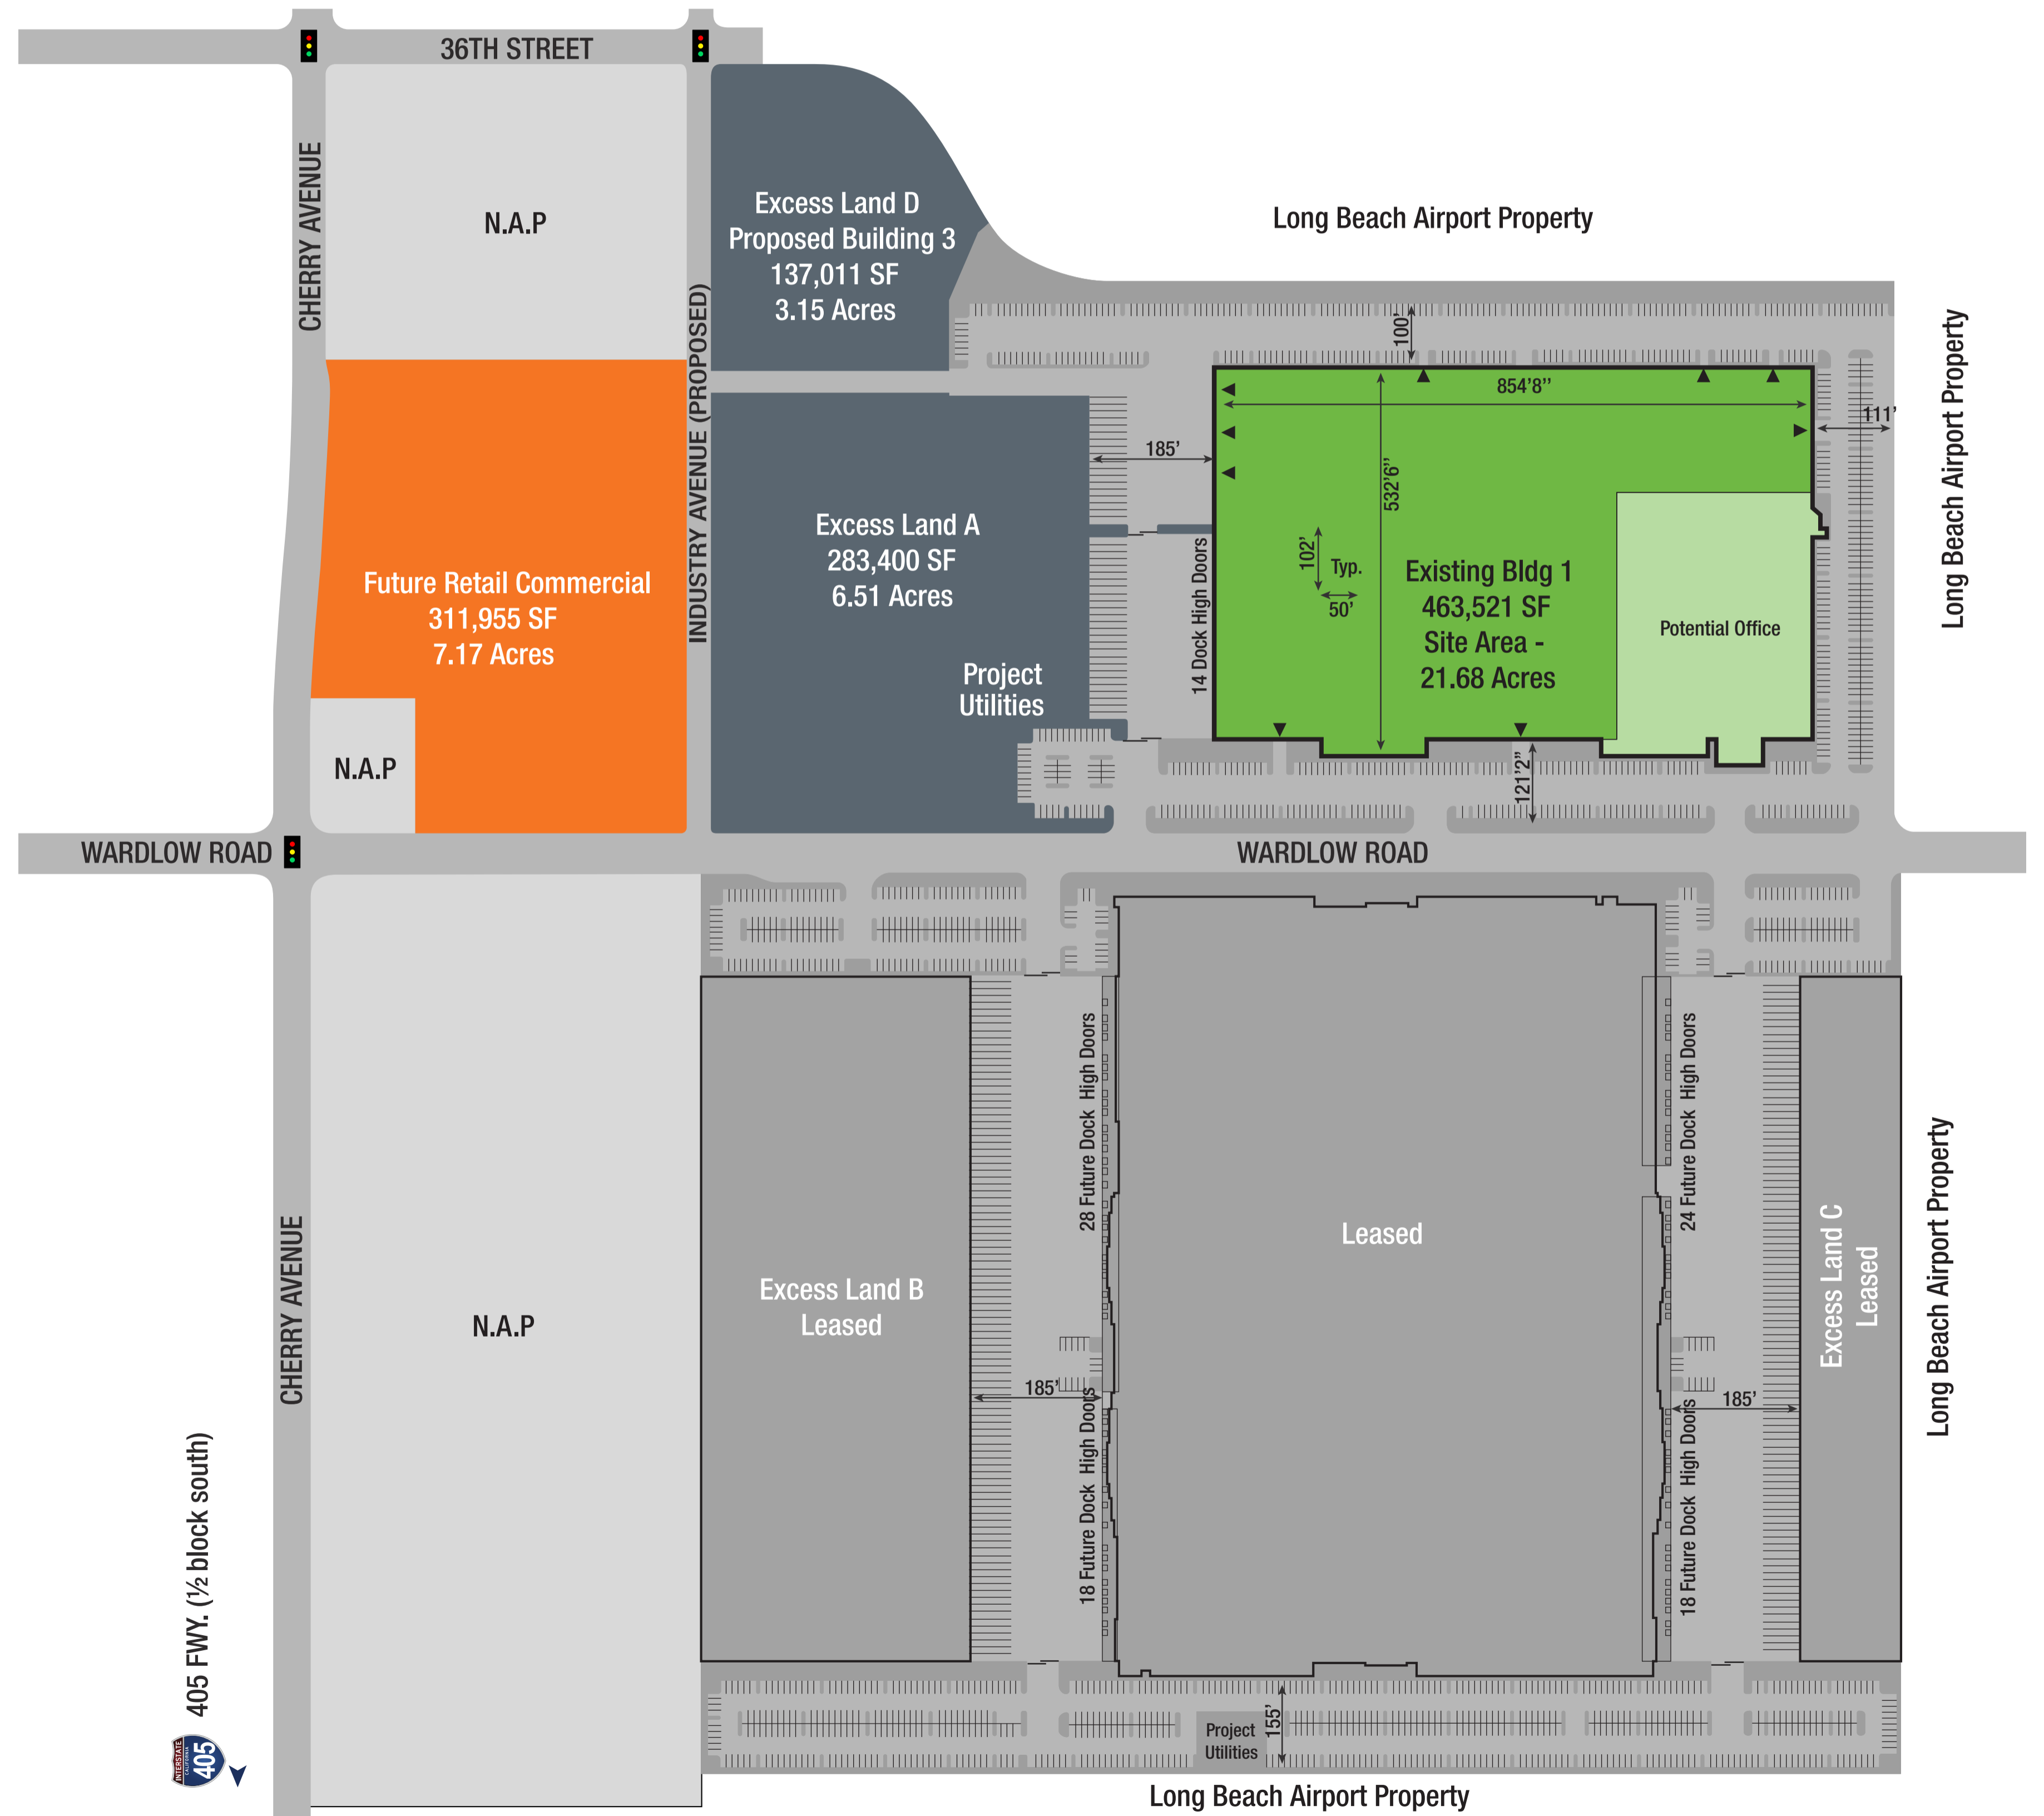 36TH STREET
CHERRY AVENUE
N.A.P
INDUSTRY AVENUE (PROPOSED)
Excess Land D
Proposed Building 3
137,011 SF
3.15 Acres
Long Beach Airport Property
Long Beach Airport Property
100’
854’8”
111’
185’
532’6”
102’
Typ.
50’
14 Dock High Doors
Existing Bldg 1
463,521 SF
Site Area -
21.68 Acres
Potential Office
121’2”
Future Retail Commercial
311,955 SF
7.17 Acres
N.A.P
Excess Land A
283,400 SF
6.51 Acres
Project
Utilities
WARDLOW ROAD
WARDLOW ROAD
CHERRY AVENUE
N.A.P
Excess Land B
Leased
28 Future Dock High Doors
185’
18 Future Dock High Doors
Leased
24 Future Dock High Doors
185’
18 Future Dock High Doors
Excess Land C
Leased
Long Beach Airport Property
405 FWY. (½ block south)
INTERSTATE
CALIFORNIA
405
Project
Utilities
155’
Long Beach Airport Property